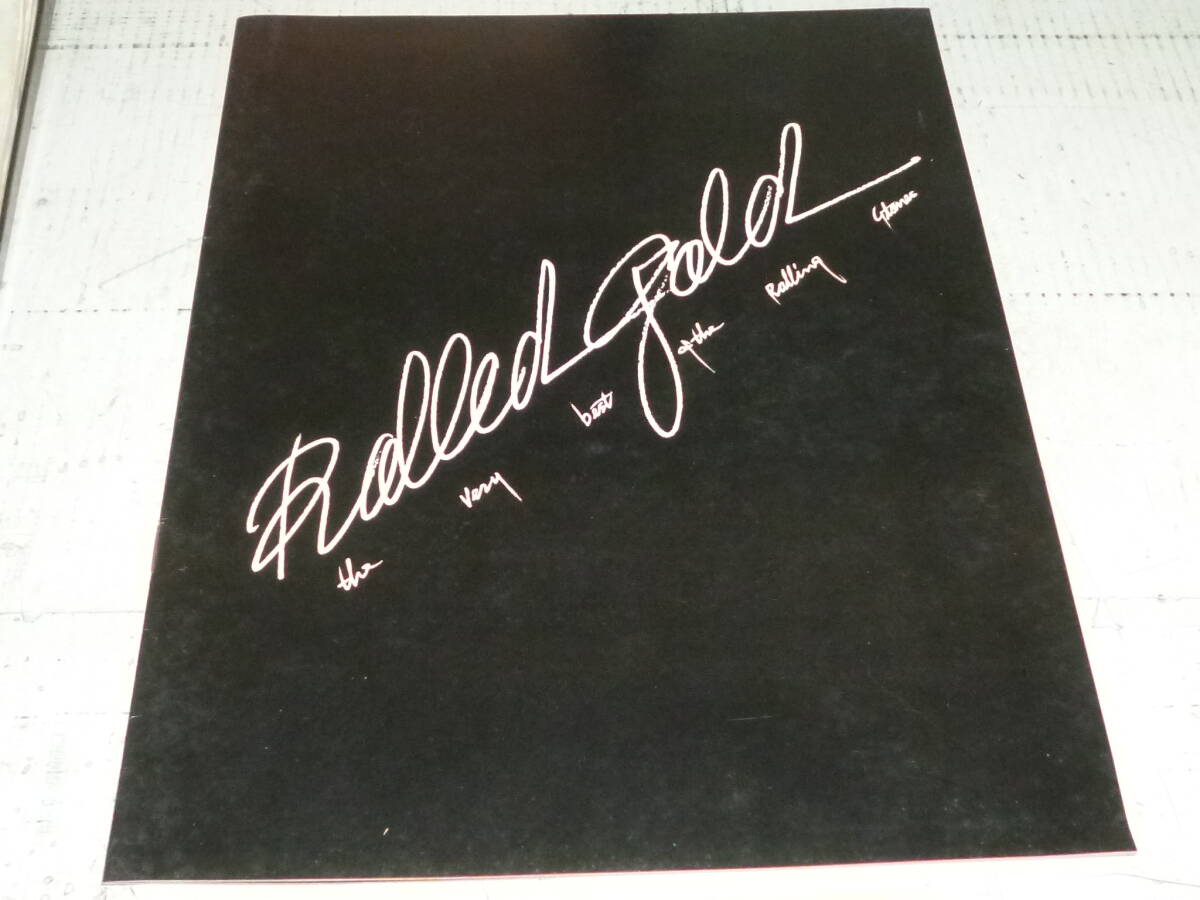 Rolled Gold
the very best of the Rolling Stones